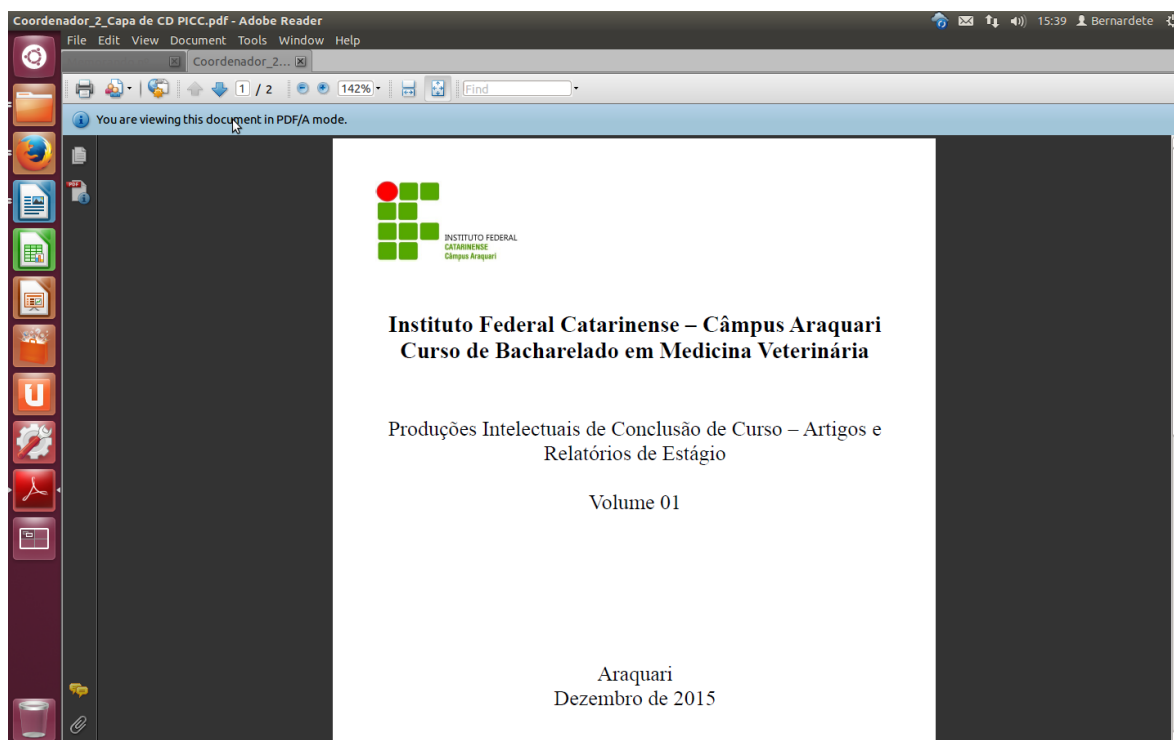 Coordenador_2_Capa de CD PICC.pdf - Adobe Reader
15:39 Bernardete
File Edit View Document Tools Window Help
Coordenador_2...
1 / 2 142% Find
You are viewing this document in PDF/A mode.
INSTITUTO FEDERAL
CATARINENSE
Câmpus Araquari
Instituto Federal Catarinense – Câmpus Araquari
Curso de Bacharelado em Medicina Veterinária
Produções Intelectuais de Conclusão de Curso – Artigos e
Relatórios de Estágio
Volume 01
Araquari
Dezembro de 2015